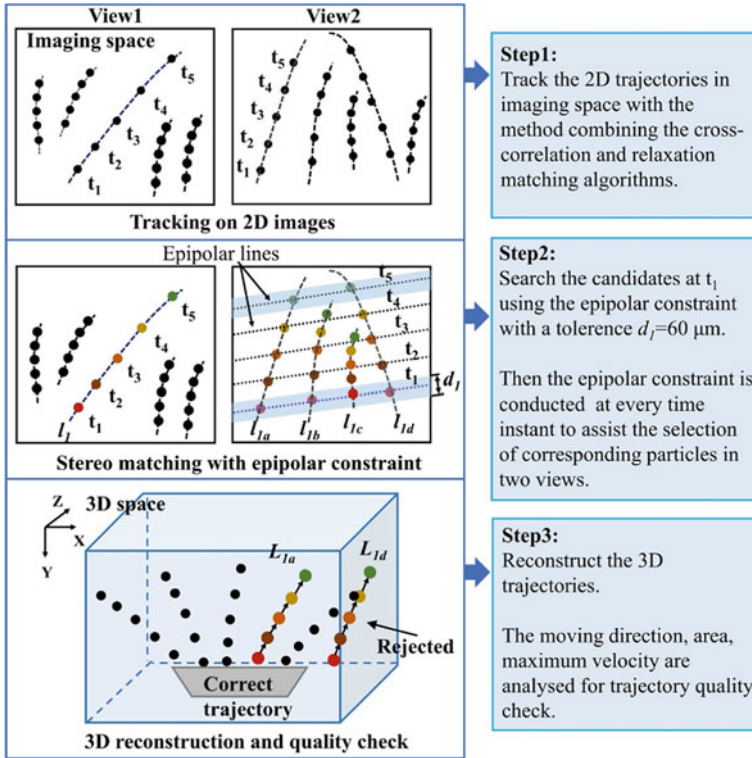 View1
View2
Imaging space
t5
t4
t3
t2
t1
t5
t4
t3
t2
t1
Tracking on 2D images
Step1:
Track the 2D trajectories in
imaging space with the
method combining the cross-
correlation and relaxation
matching algorithms.
Epipolar lines
t5
t4
t3
t2
t1
l1
t5
t4
t3
t2
t1
d1
l1a
l1b
l1c
l1d
Stereo matching with epipolar constraint
Step2:
Search the candidates at t1
using the epipolar constraint
with a tolerence d1=60 μm.
Then the epipolar constraint is
conducted at every time
instant to assist the selection
of corresponding particles in
two views.
Z
X
Y
3D space
L1a
L1d
Rejected
Correct
trajectory
3D reconstruction and quality check
Step3:
Reconstruct the 3D
trajectories.
The moving direction, area,
maximum velocity are
analysed for trajectory quality
check.